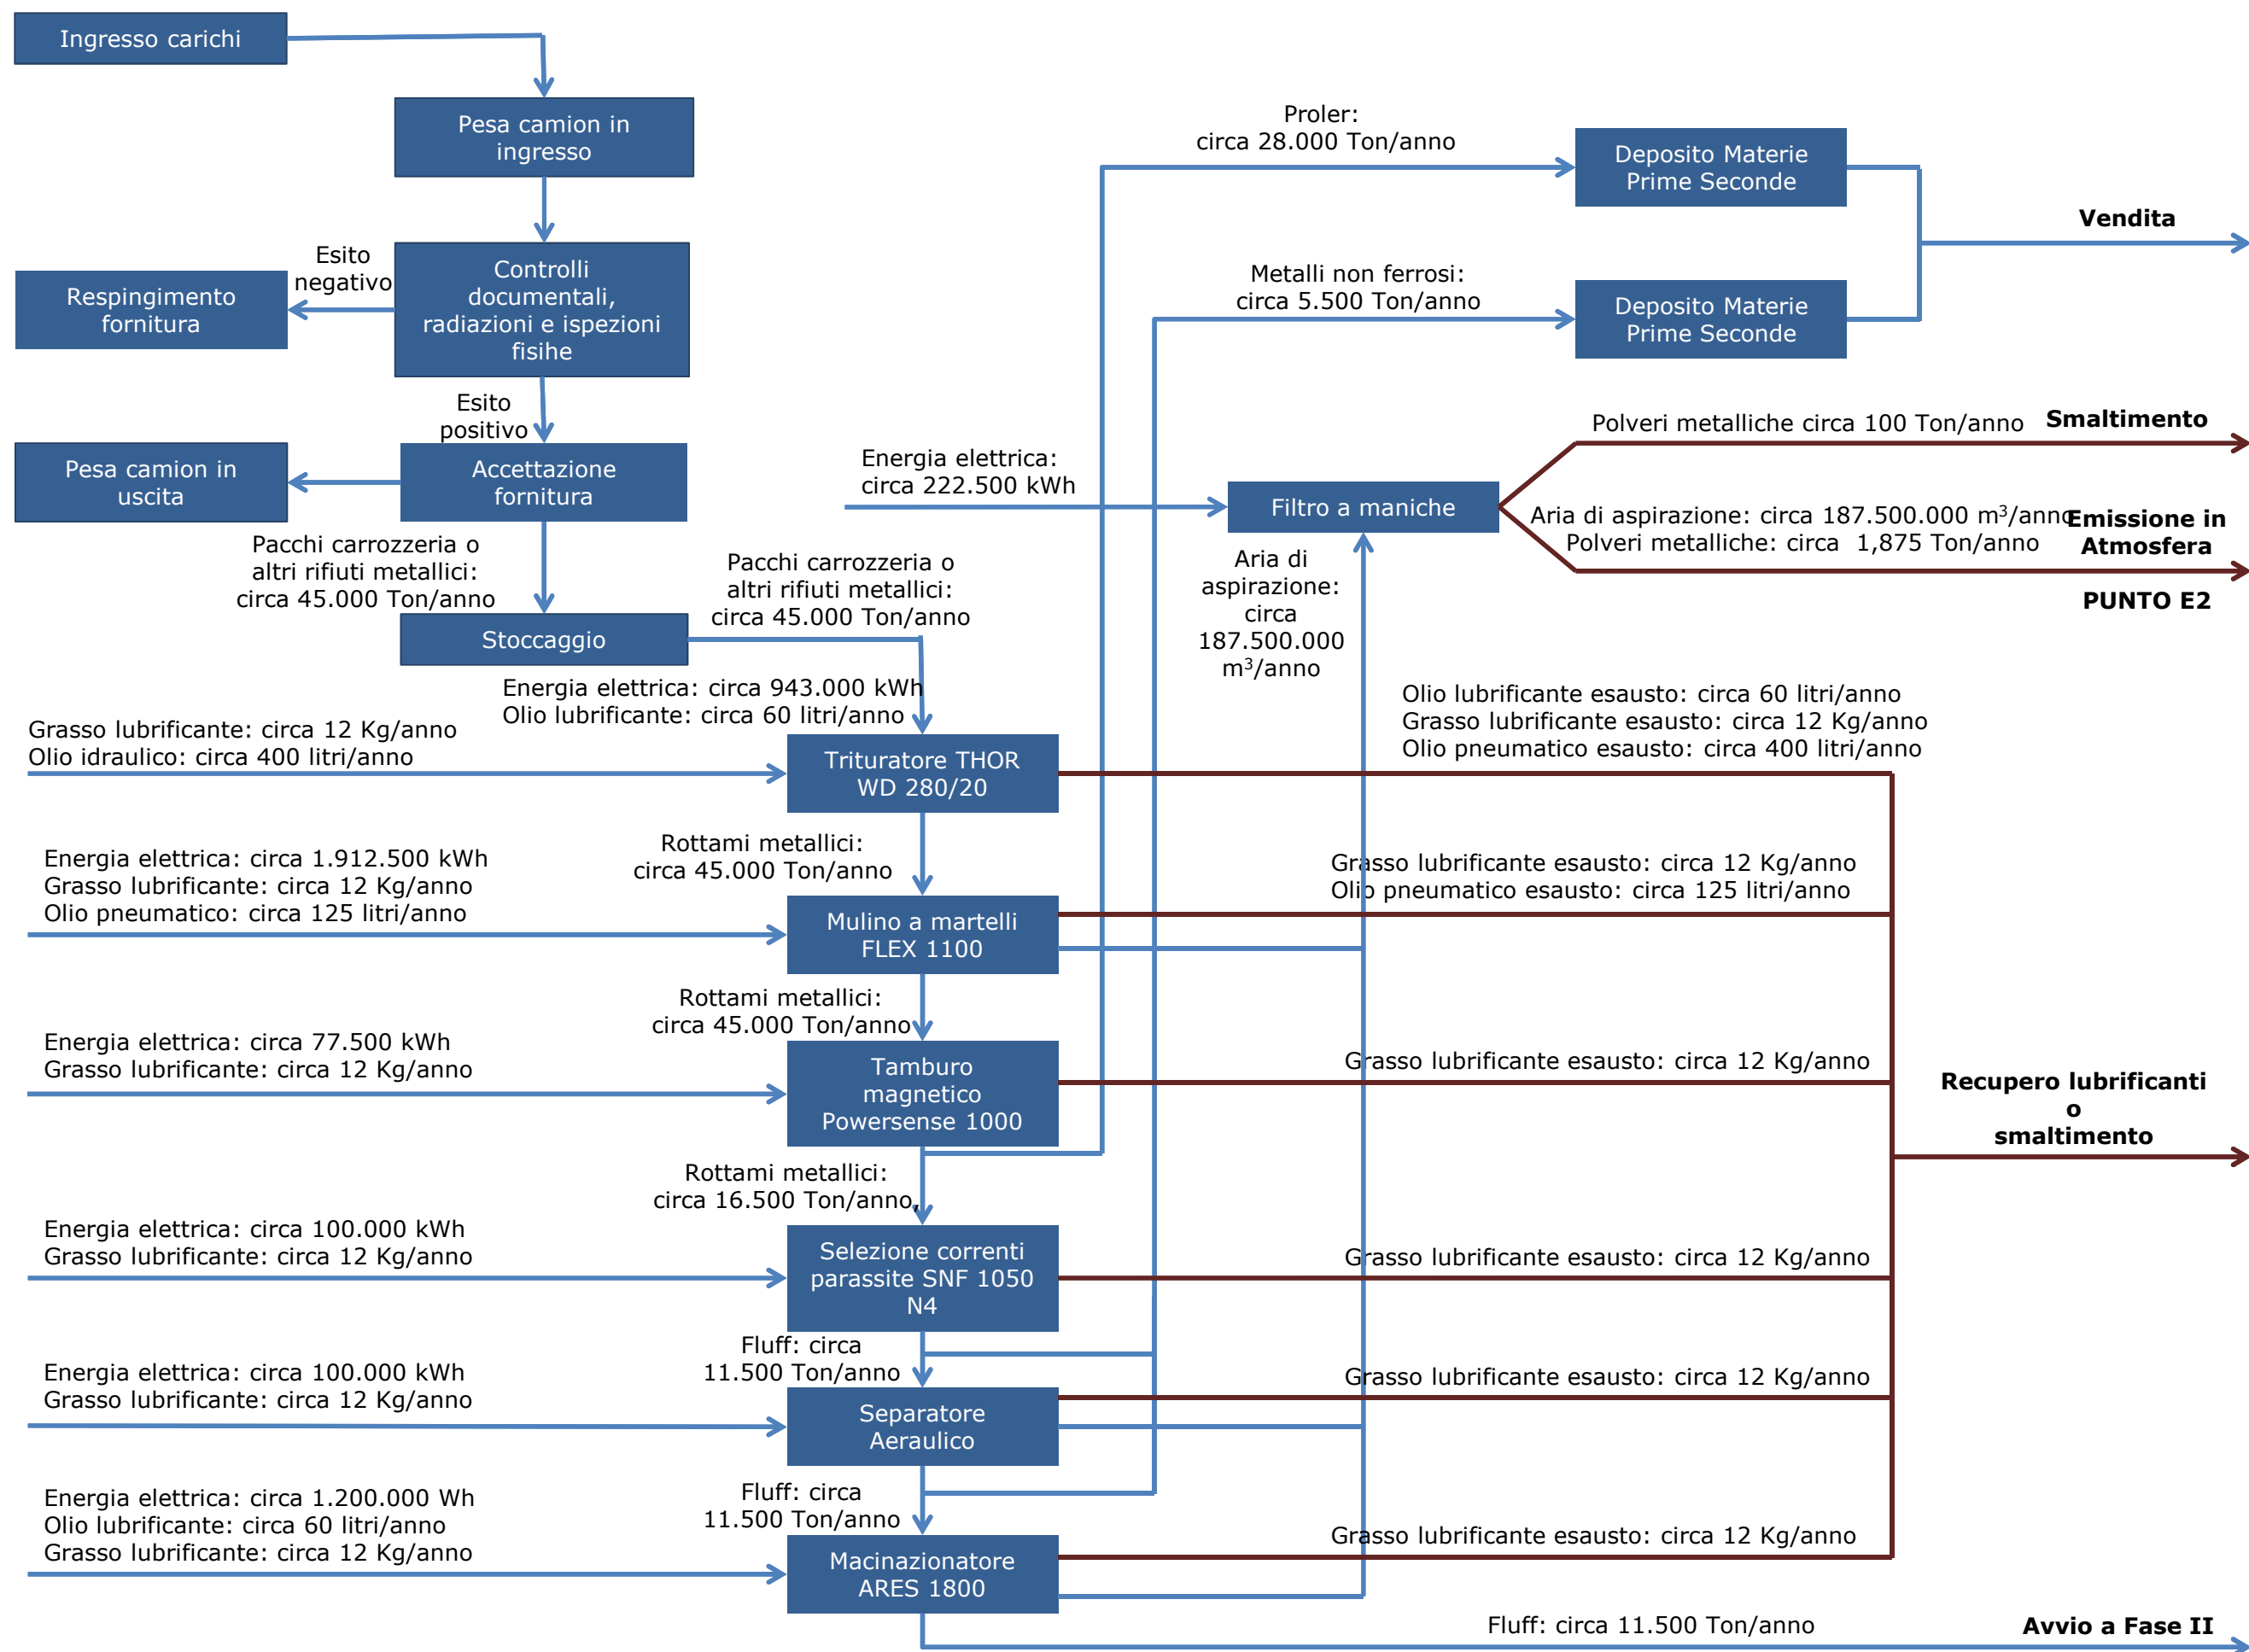 Ingresso carichi
Pesa camion in
ingresso
Esito
negativo
Controlli
documentali,
radiazioni e ispezioni
fisihe
Respingimento
fornitura
Esito
positivo
Pesa camion in
uscita
Accettazione
fornitura
Pacchi carrozzeria o
altri rifiuti metallici:
circa 45.000 Ton/anno
Stoccaggio
Pacchi carrozzeria o
altri rifiuti metallici:
circa 45.000 Ton/anno
Proler:
circa 28.000 Ton/anno
Deposito Materie
Prime Seconde
Vendita
Metalli non ferrosi:
circa 5.500 Ton/anno
Deposito Materie
Prime Seconde
Energia elettrica:
circa 222.500 kWh
Filtro a maniche
Polveri metalliche circa 100 Ton/anno
Smaltimento
Aria di aspirazione: circa 187.500.000 m³/anno
Polveri metalliche: circa 1,875 Ton/anno
Emissione in
Atmosfera
PUNTO E2
Aria di
aspirazione:
circa
187.500.000
m³/anno
Energia elettrica: circa 943.000 kWh
Olio lubrificante: circa 60 litri/anno
Grasso lubrificante: circa 12 Kg/anno
Olio idraulico: circa 400 litri/anno
Trituratore THOR
WD 280/20
Olio lubrificante esausto: circa 60 litri/anno
Grasso lubrificante esausto: circa 12 Kg/anno
Olio pneumatico esausto: circa 400 litri/anno
Rottami metallici:
circa 45.000 Ton/anno
Energia elettrica: circa 1.912.500 kWh
Grasso lubrificante: circa 12 Kg/anno
Olio pneumatico: circa 125 litri/anno
Mulino a martelli
FLEX 1100
Grasso lubrificante esausto: circa 12 Kg/anno
Olio pneumatico esausto: circa 125 litri/anno
Rottami metallici:
circa 45.000 Ton/anno
Energia elettrica: circa 77.500 kWh
Grasso lubrificante: circa 12 Kg/anno
Tamburo
magnetico
Powersense 1000
Grasso lubrificante esausto: circa 12 Kg/anno
Recupero lubrificanti
o
smaltimento
Rottami metallici:
circa 16.500 Ton/anno,
Energia elettrica: circa 100.000 kWh
Grasso lubrificante: circa 12 Kg/anno
Selezione correnti
parassite SNF 1050
N4
Grasso lubrificante esausto: circa 12 Kg/anno
Fluff: circa
11.500 Ton/anno
Energia elettrica: circa 100.000 kWh
Grasso lubrificante: circa 12 Kg/anno
Separatore
Aeraulico
Grasso lubrificante esausto: circa 12 Kg/anno
Fluff: circa
11.500 Ton/anno
Energia elettrica: circa 1.200.000 Wh
Olio lubrificante: circa 60 litri/anno
Grasso lubrificante: circa 12 Kg/anno
Macinazionatore
ARES 1800
Grasso lubrificante esausto: circa 12 Kg/anno
Fluff: circa 11.500 Ton/anno
Avvio a Fase II